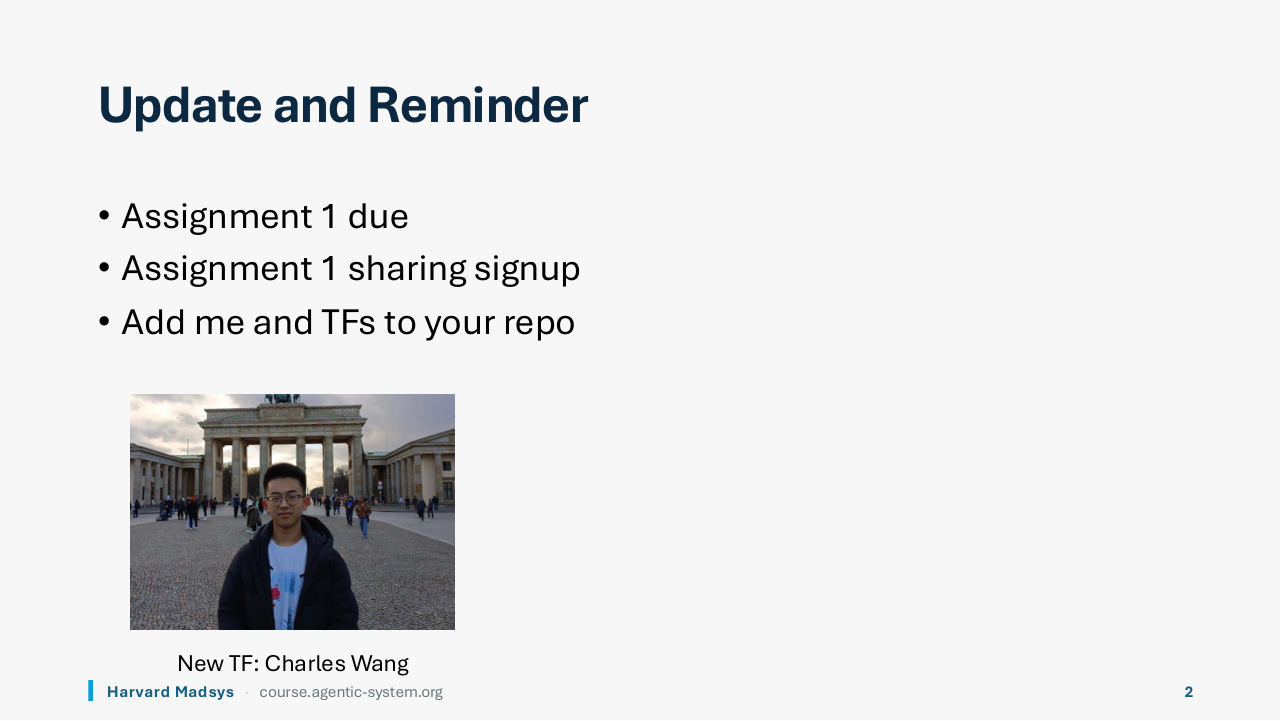 Update and Reminder
• Assignment 1 due
• Assignment 1 sharing signup
• Add me and TFs to your repo
New TF: Charles Wang
Harvard Madsys · course.agentic-system.org
2